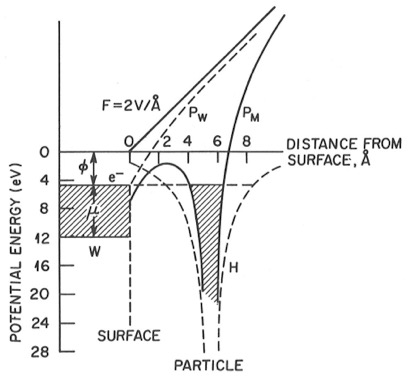 F=2V/Å
P_W
P_M
0 2 4 6 8
DISTANCE FROM
SURFACE, Å
0
4
8
12
16
20
24
28
POTENTIAL ENERGY (eV)
ϕ
e⁻
μ
W
H
SURFACE
PARTICLE